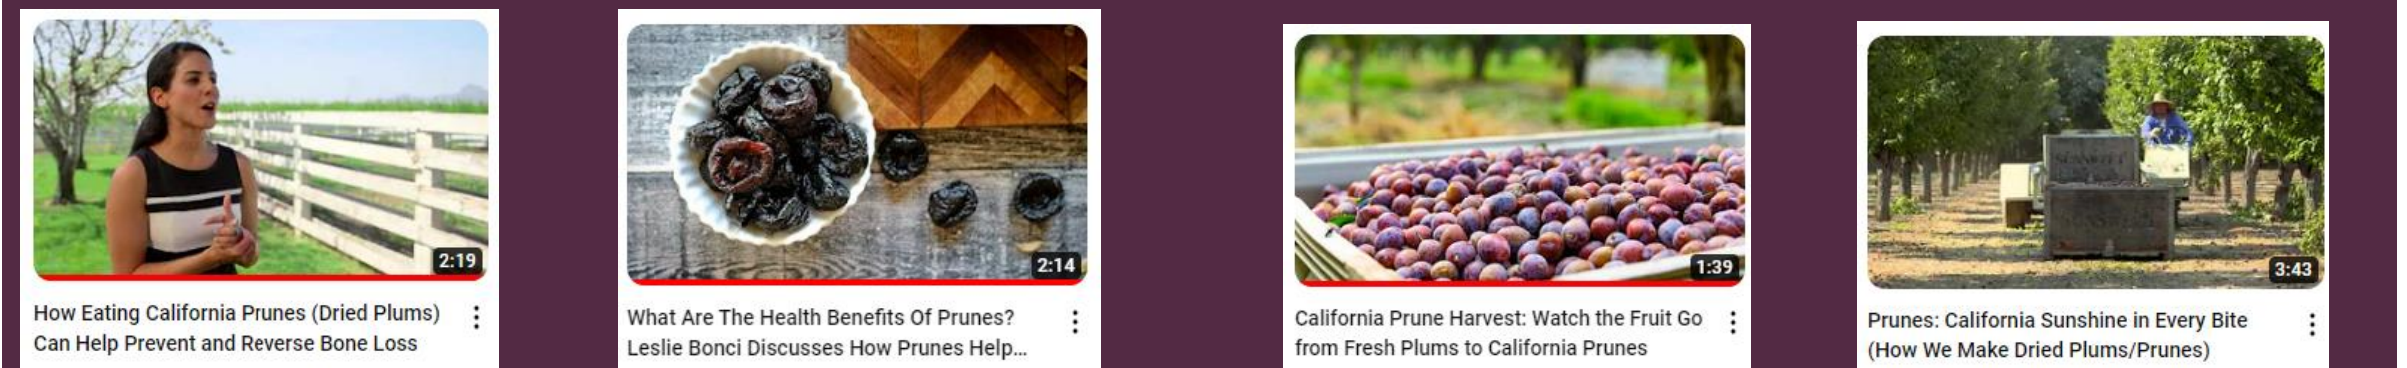 2:19
How Eating California Prunes (Dried Plums)
Can Help Prevent and Reverse Bone Loss
2:14
What Are The Health Benefits Of Prunes?
Leslie Bonci Discusses How Prunes Help...
1:39
California Prune Harvest: Watch the Fruit Go
from Fresh Plums to California Prunes
SUNSWEET
3:43
Prunes: California Sunshine in Every Bite
(How We Make Dried Plums/Prunes)